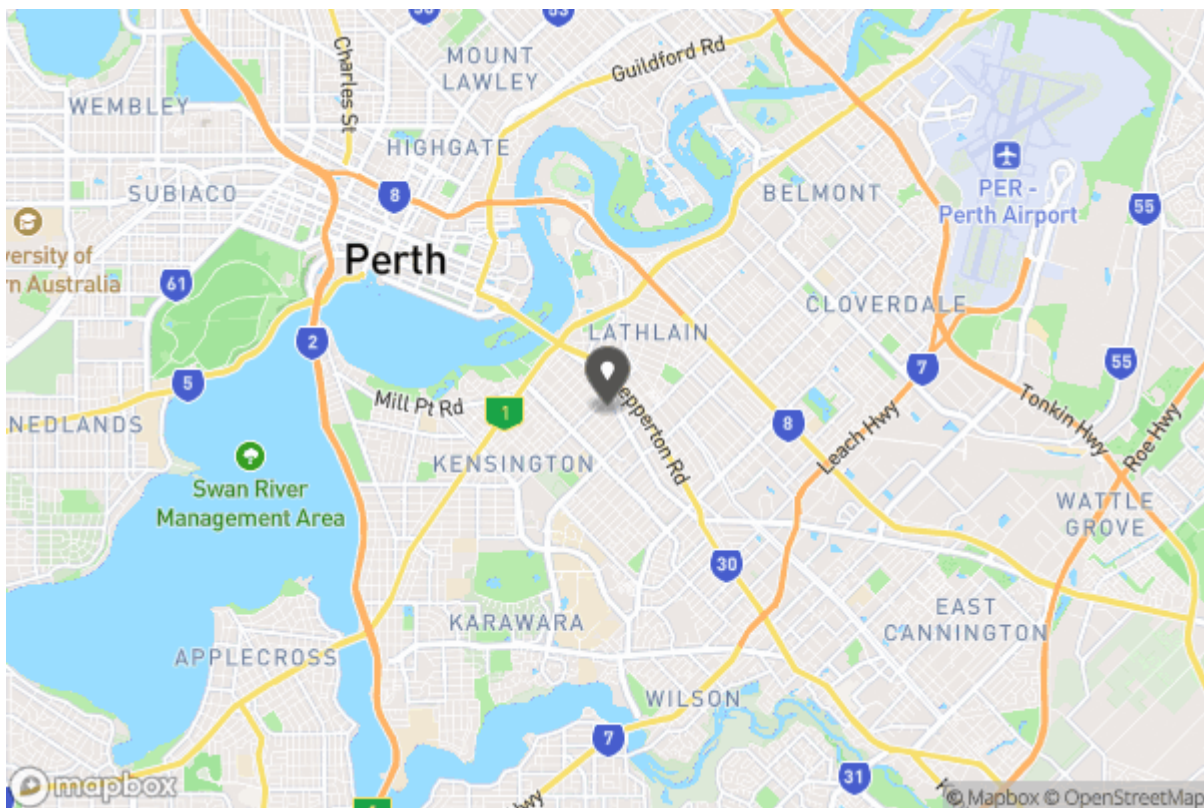 53
MOUNT
LAWLEY
Guildford Rd
Charles St
WEMBLEY
HIGHGATE
SUBIACO
8
BELMONT
PER -
Perth Airport
55
versity of
rn Australia
Perth
61
CLOVERDALE
LATHLAIN
2
7
55
5
Mill Pt Rd
1
epperton Rd
8
Leach Hwy
Tonkin Hwy
Roe Hwy
NEDLANDS
KENSINGTON
Swan River
Management Area
WATTLE
GROVE
30
KARAWARA
EAST
CANNINGTON
APPLECROSS
WILSON
7
31
wy
mapbox
© Mapbox © OpenStreetMap